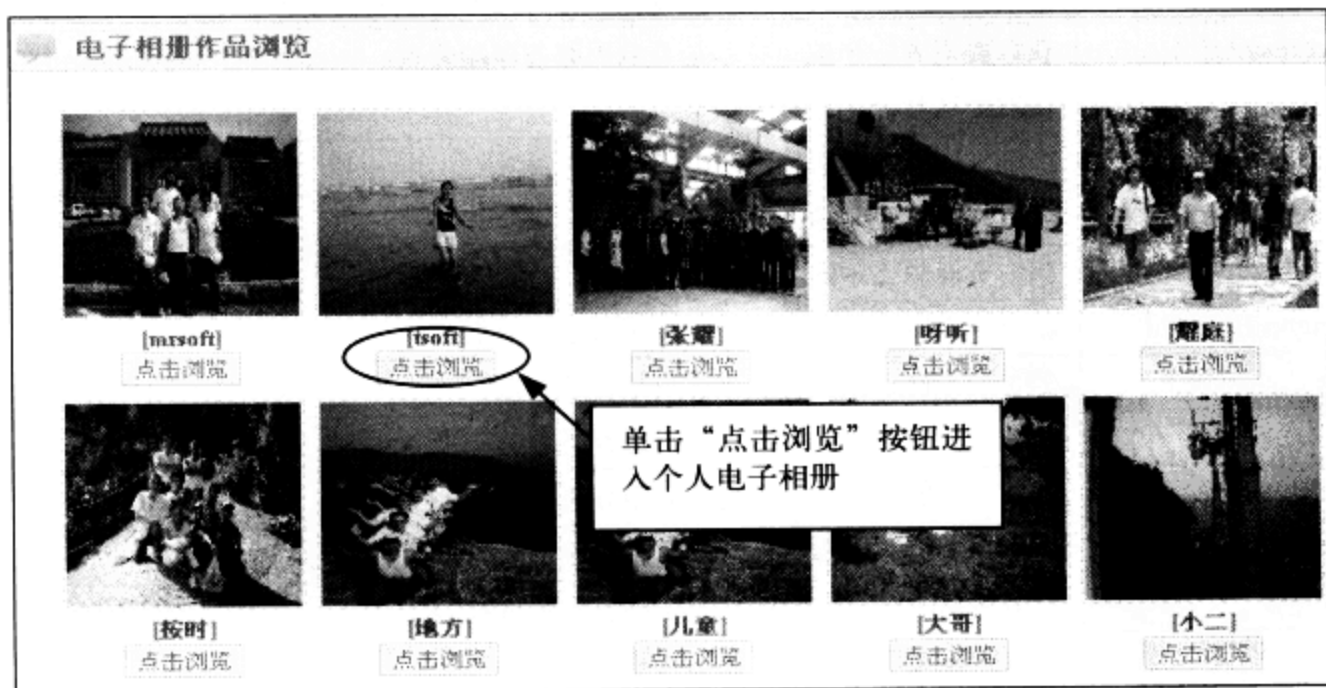 电子相册作品浏览
[mrsoft] [tsoft] [张耀] [呀昕] [耀庭]
点击浏览 点击浏览 点击浏览 点击浏览 点击浏览
单击“点击浏览”按钮进
入个人电子相册
[按时] [地方] [儿童] [大哥] [小二]
点击浏览 点击浏览 点击浏览 点击浏览 点击浏览